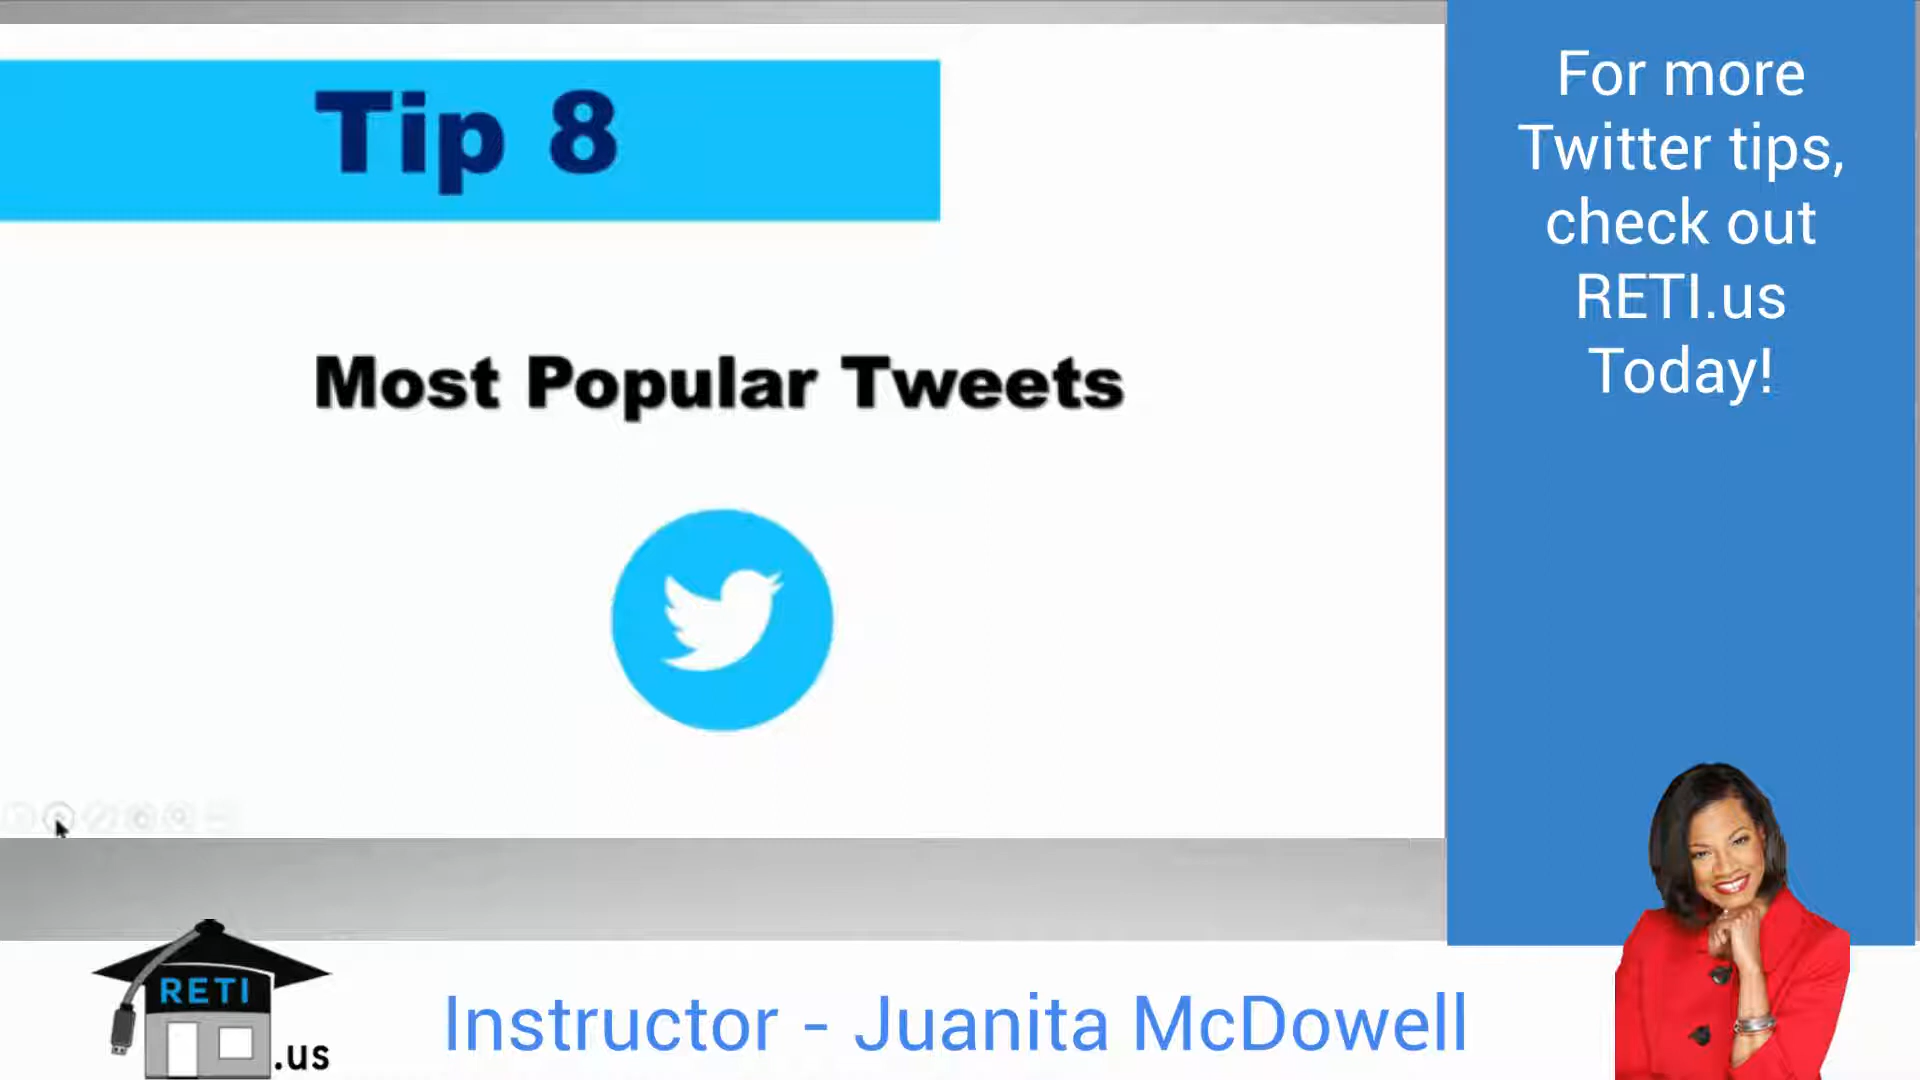 Tip 8
Most Popular Tweets
For more
Twitter tips,
check out
RETI.us
Today!
RETI
.us
Instructor - Juanita McDowell